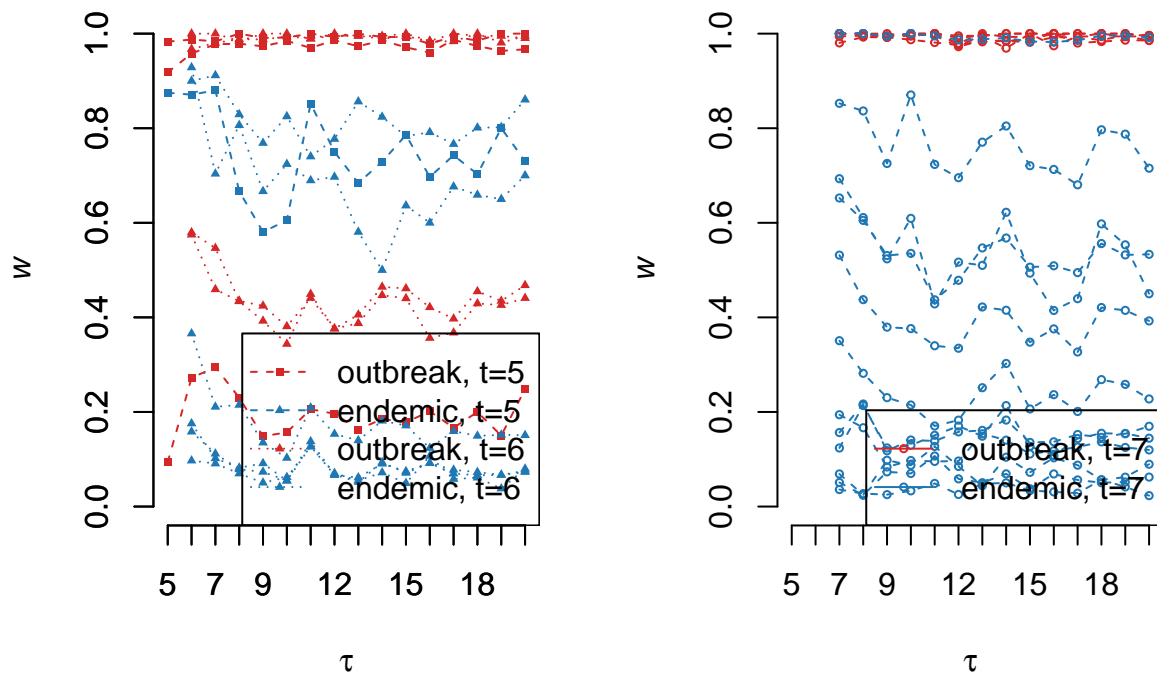 1.0
0.8
0.6
0.4
0.2
0.0
w
5 7 9 12 15 18
τ
outbreak, t=5
endemic, t=5
outbreak, t=6
endemic, t=6
1.0
0.8
0.6
0.4
0.2
0.0
w
5 7 9 12 15 18
τ
outbreak, t=7
endemic, t=7